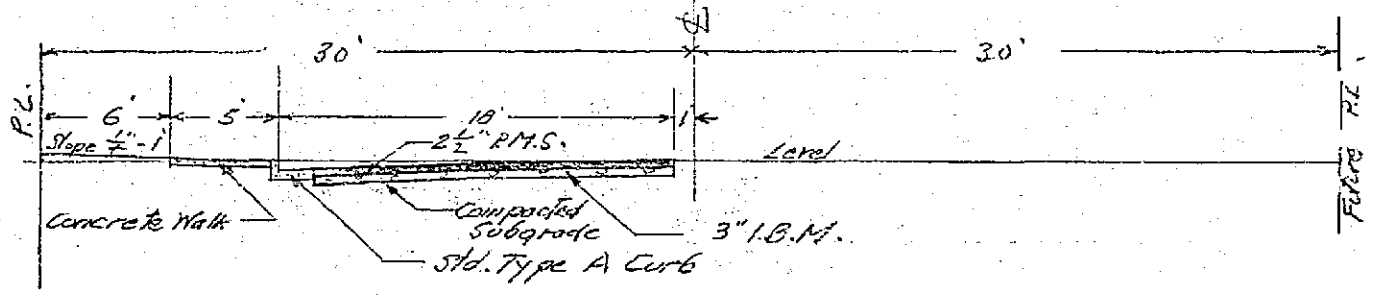 ℄
30'
30'
P.L.
6'
5'
18'
1'
Slope ¼" - 1'
2½" P.M.S.
Level
Concrete Walk
Compacted
Subgrade
3" I.B.M.
Std. Type A Curb
Future P.L.